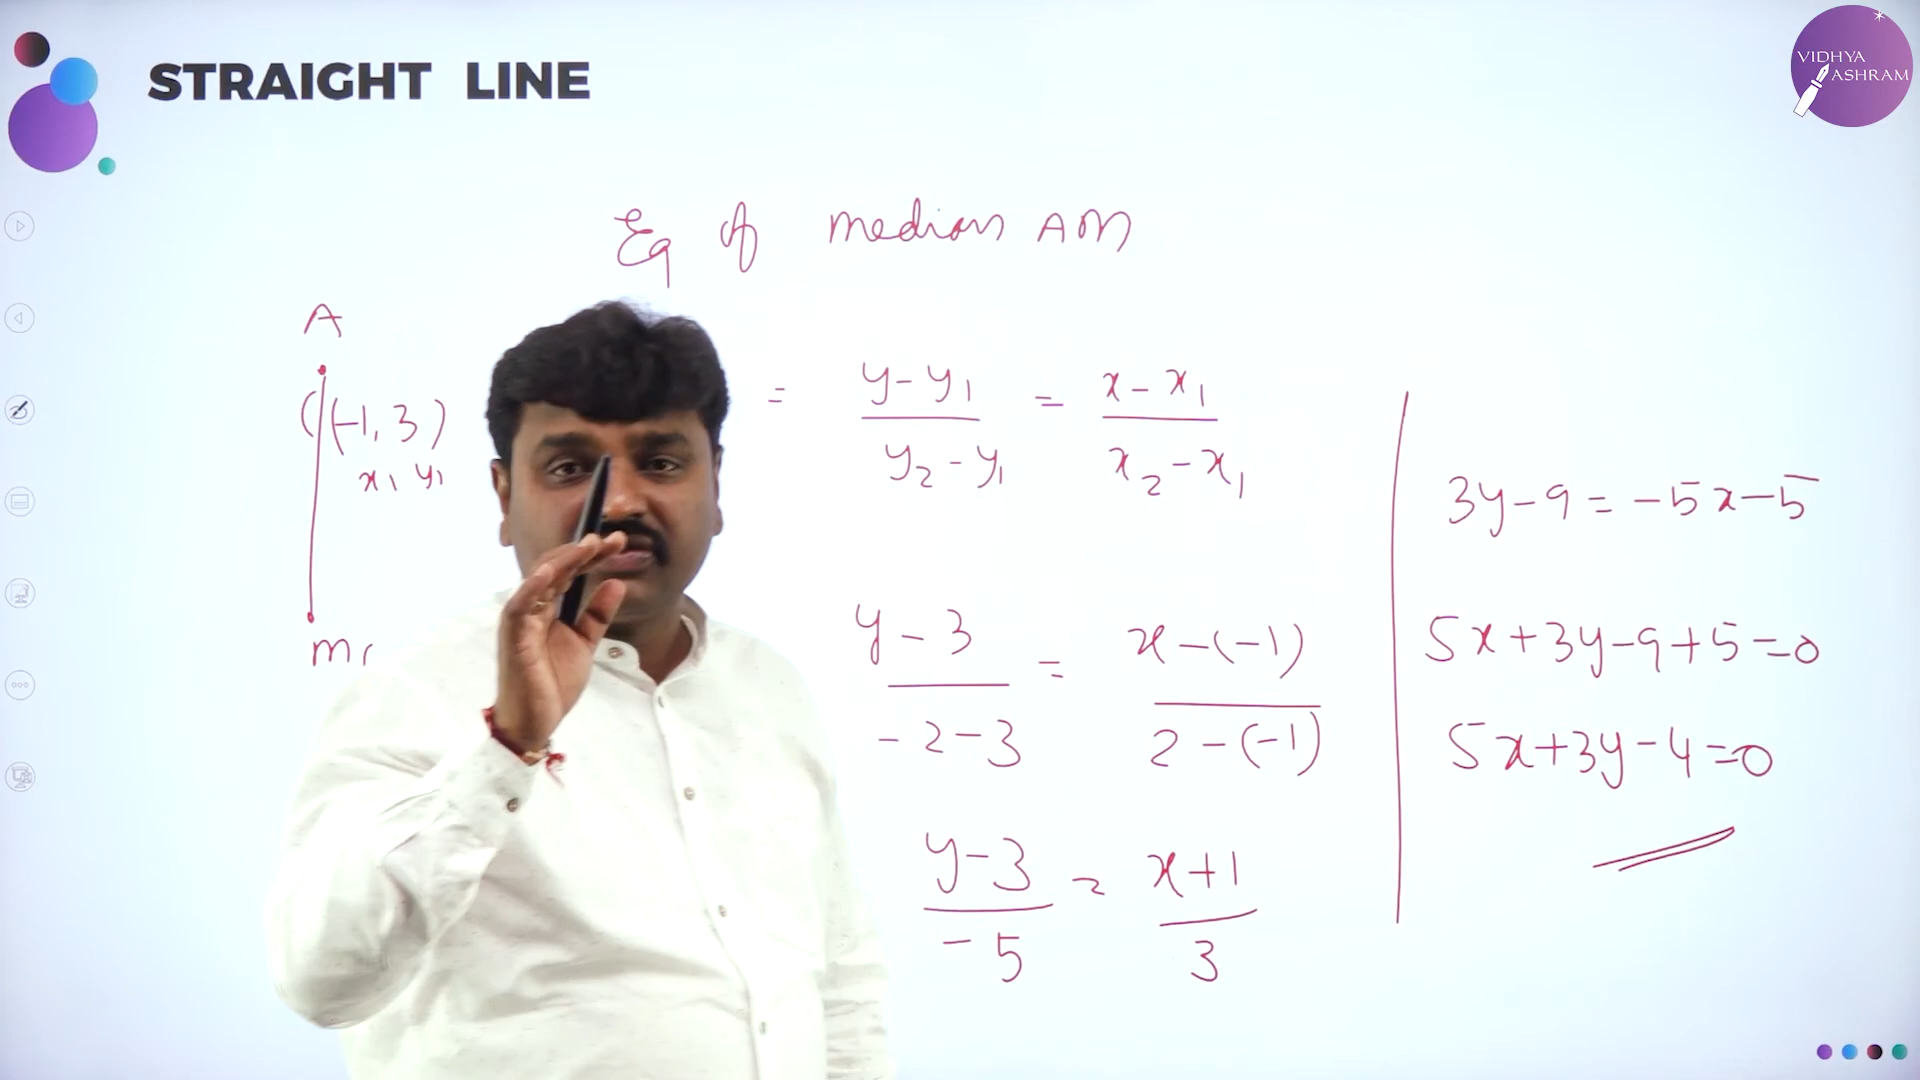 STRAIGHT LINE
VIDHYA
ASHRAM
Eq of median AM
A
(-1, 3)
x1 y1
M
= y-y1 / y2-y1 = x-x1 / x2-x1
y-3 / -2-3 = x-(-1) / 2-(-1)
y-3 / -5 = x+1 / 3
3y-9=-5x-5
5x+3y-9+5=0
5x+3y-4=0